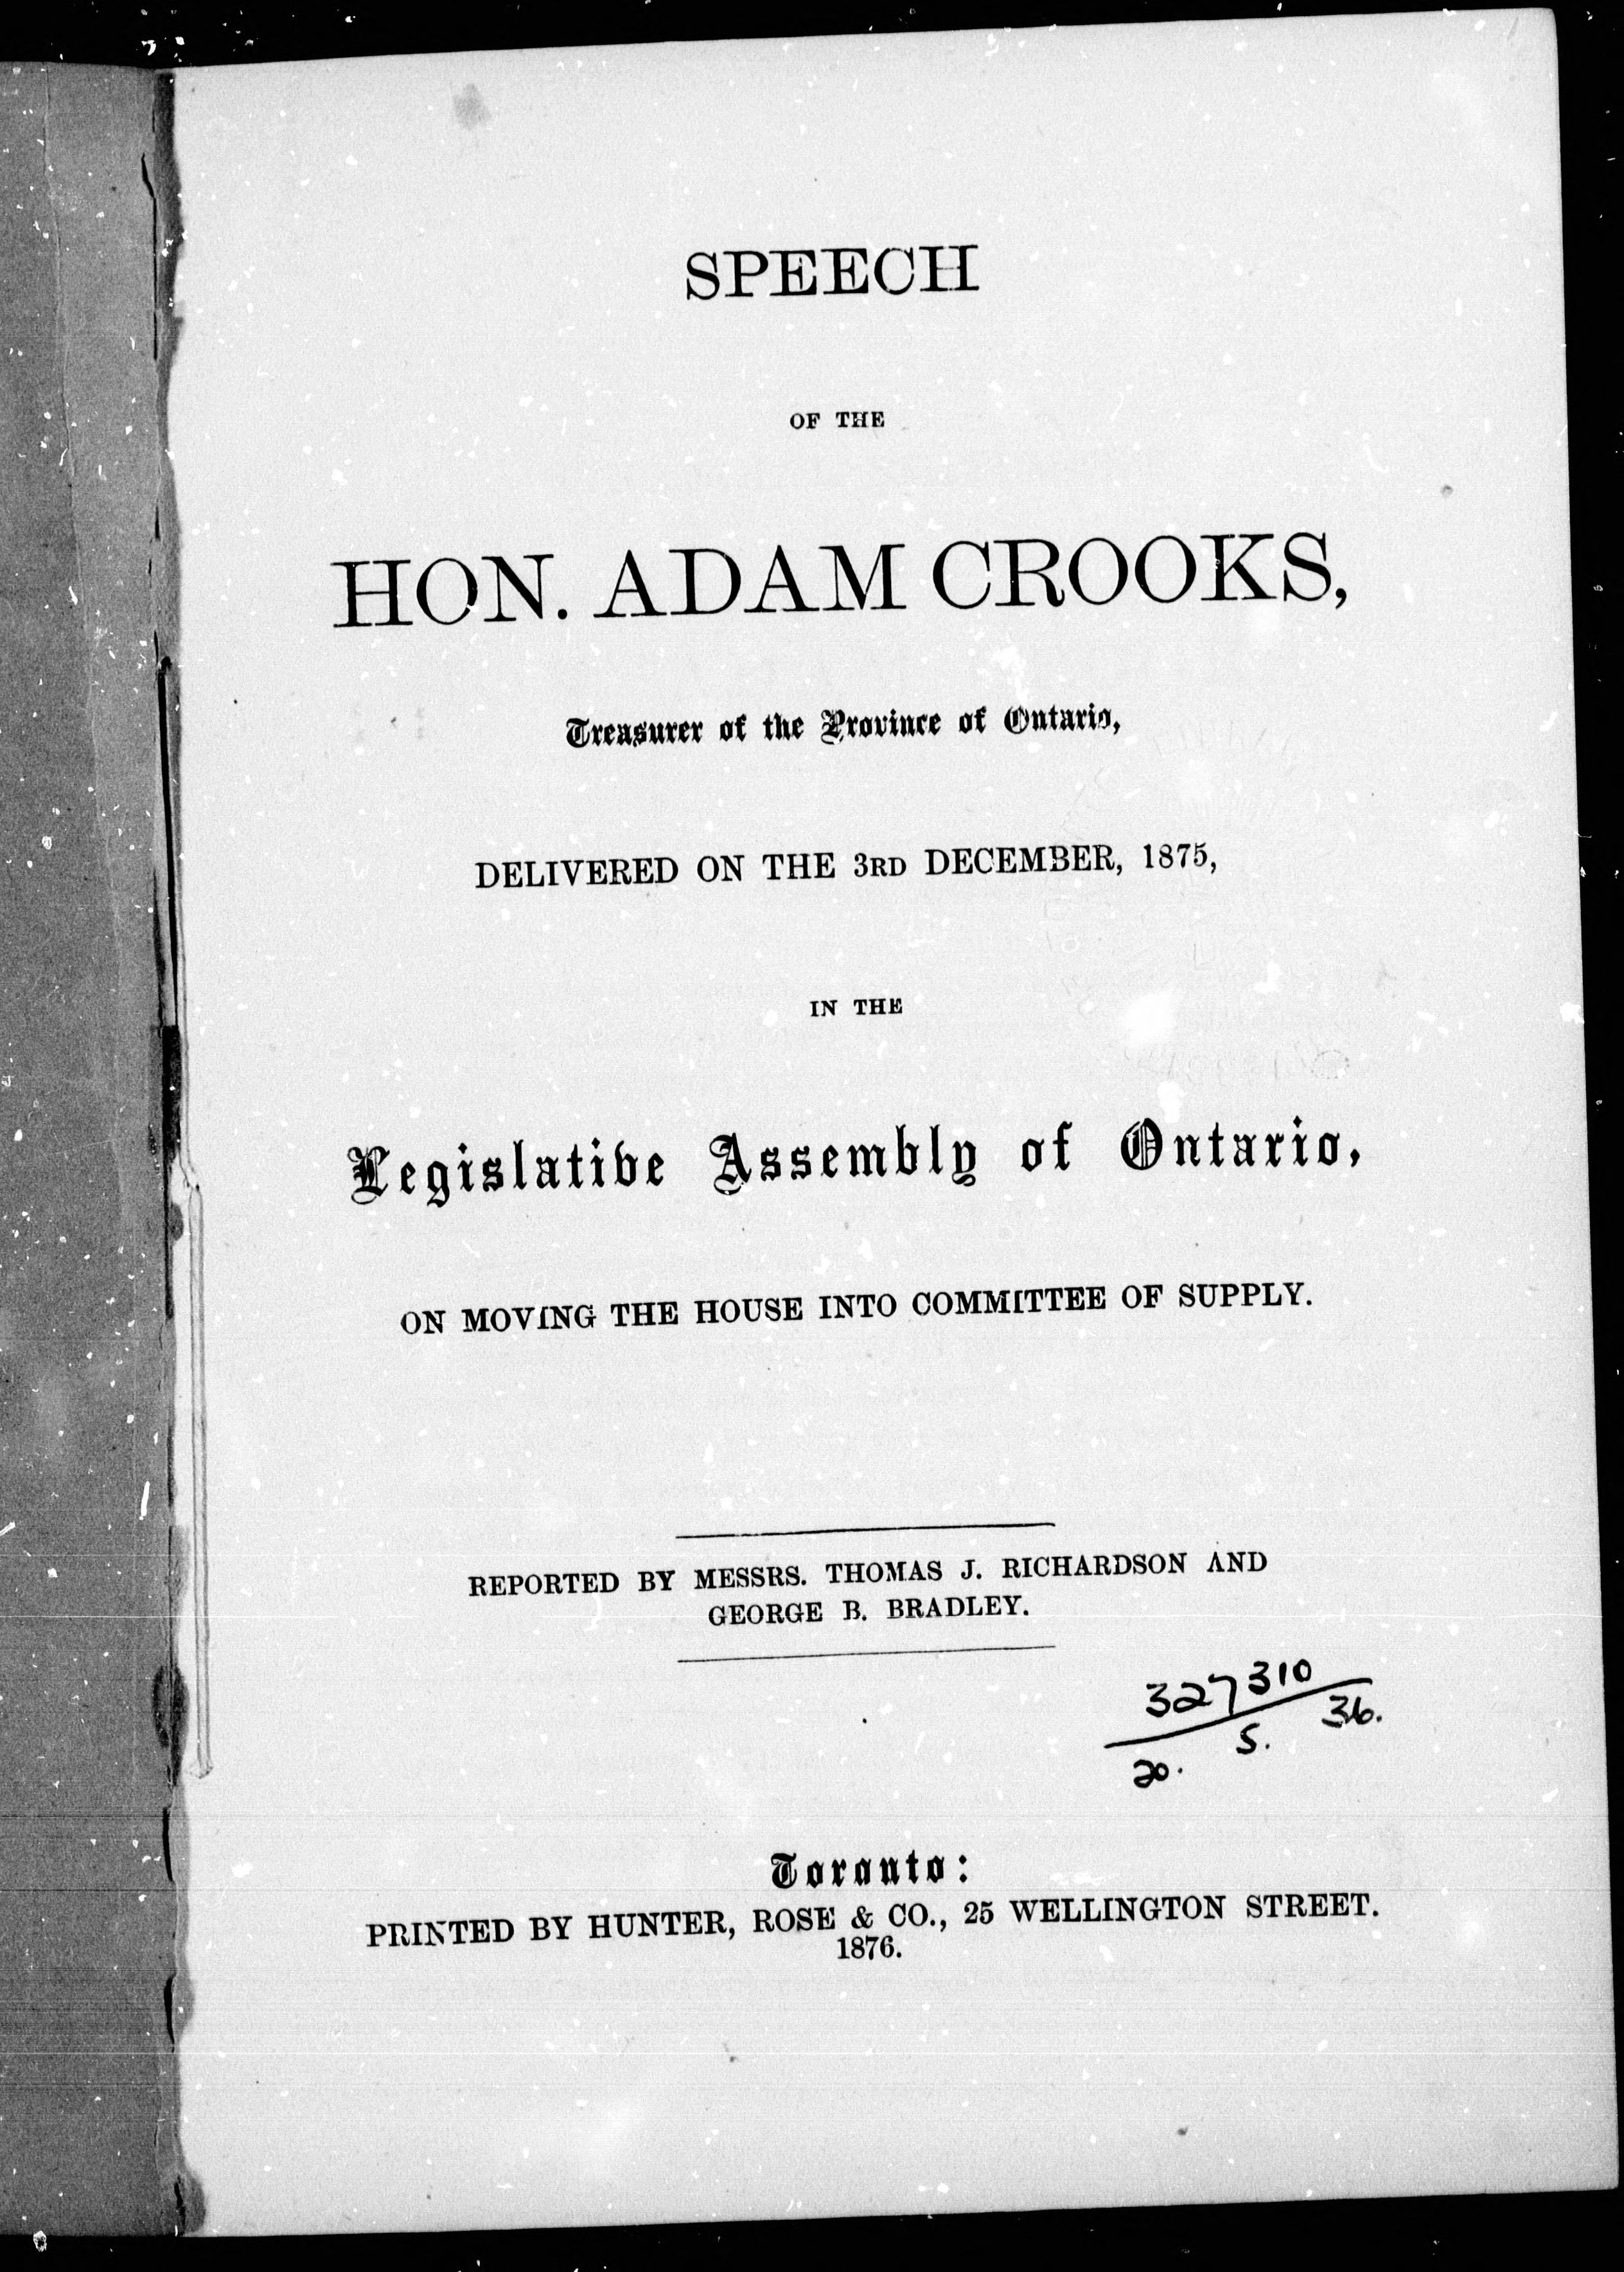 SPEECH
OF THE
HON. ADAM CROOKS,
Treasurer of the Province of Ontario,
DELIVERED ON THE 3RD DECEMBER, 1875,
IN THE
Legislative Assembly of Ontario,
ON MOVING THE HOUSE INTO COMMITTEE OF SUPPLY.
REPORTED BY MESSRS. THOMAS J. RICHARDSON AND
GEORGE B. BRADLEY.
327310
20. 5. 36.
Toronto:
PRINTED BY HUNTER, ROSE & CO., 25 WELLINGTON STREET.
1876.